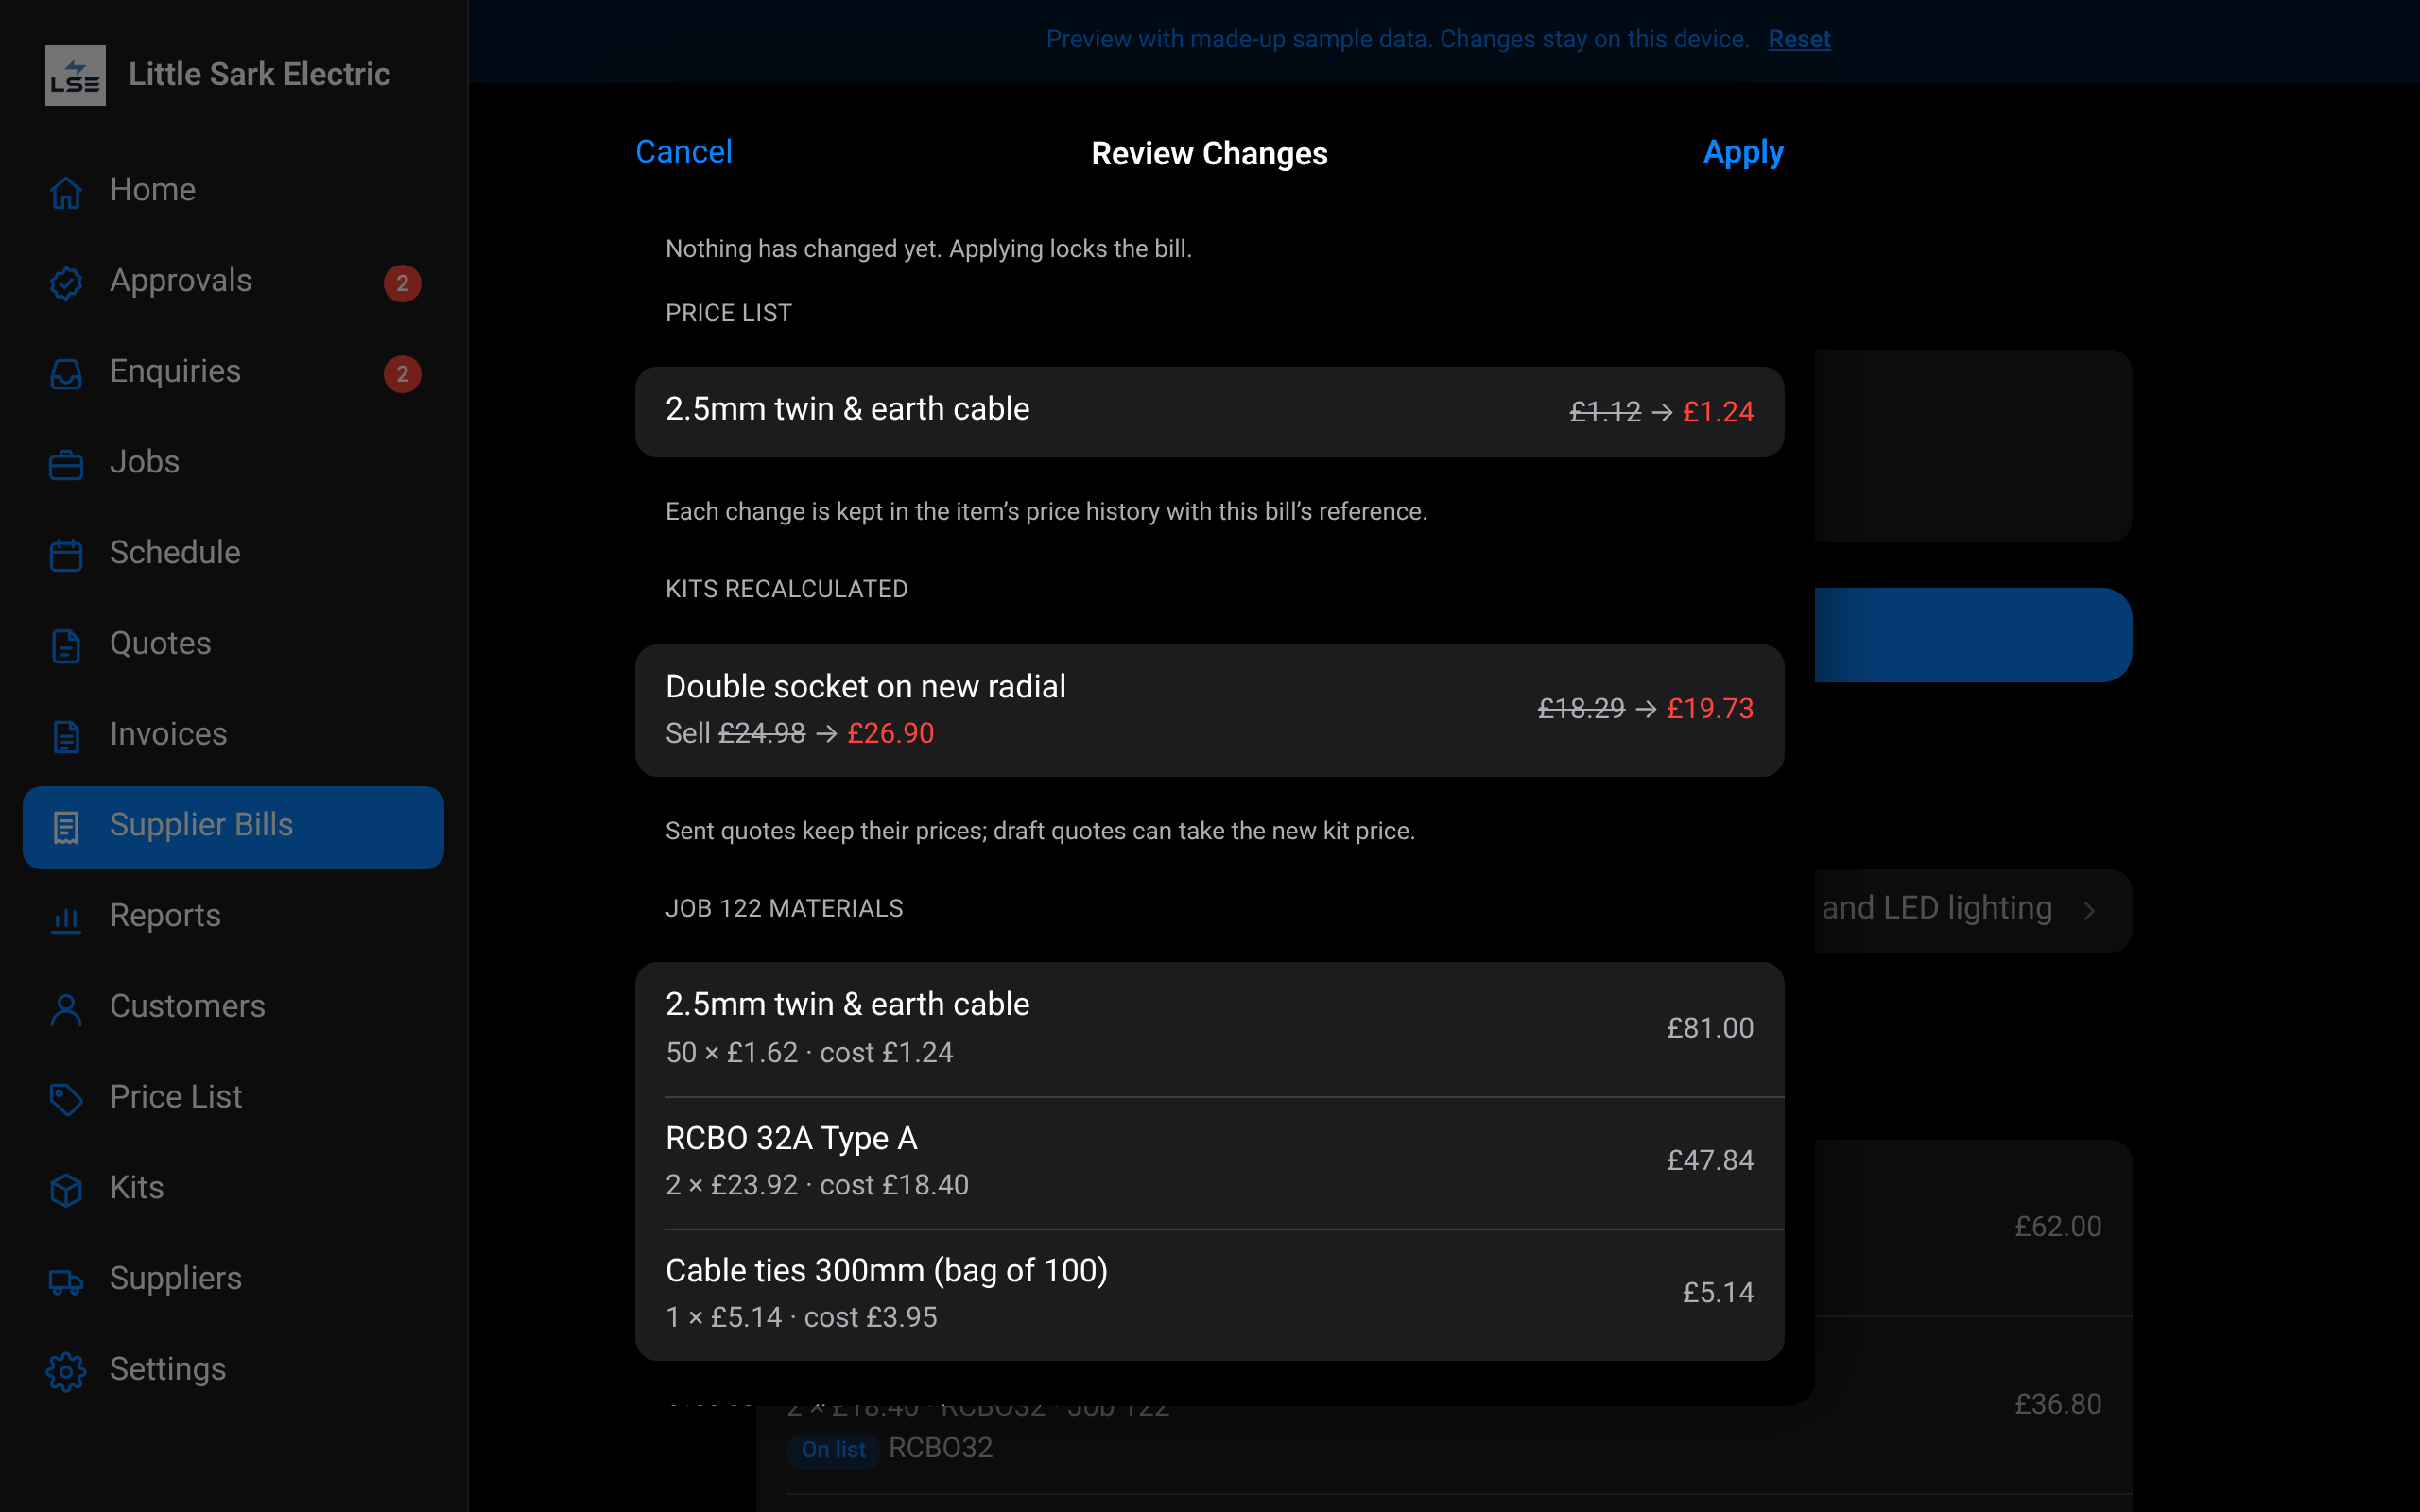 Preview with made-up sample data. Changes stay on this device. Reset
LSE
Little Sark Electric
Home
Approvals 2
Enquiries 2
Jobs
Schedule
Quotes
Invoices
Supplier Bills
Reports
Customers
Price List
Kits
Suppliers
Settings
Cancel
Review Changes
Apply
Nothing has changed yet. Applying locks the bill.
PRICE LIST
2.5mm twin & earth cable
£1.12 → £1.24
Each change is kept in the item’s price history with this bill’s reference.
KITS RECALCULATED
Double socket on new radial
Sell £24.98 → £26.90
£18.29 → £19.73
Sent quotes keep their prices; draft quotes can take the new kit price.
JOB 122 MATERIALS
2.5mm twin & earth cable
50 × £1.62 · cost £1.24
£81.00
RCBO 32A Type A
2 × £23.92 · cost £18.40
£47.84
Cable ties 300mm (bag of 100)
1 × £5.14 · cost £3.95
£5.14
and LED lighting
£62.00
2 × £18.40 · RCBO32 · Job 122
£36.80
On list RCBO32